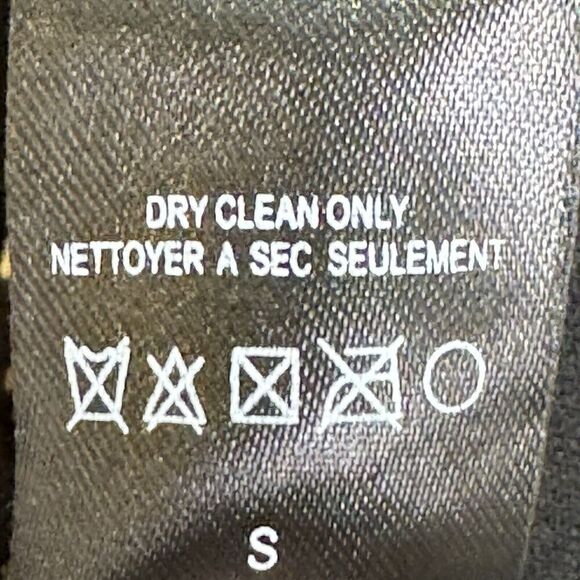 DRY CLEAN ONLY
NETTOYER A SEC SEULEMENT
S